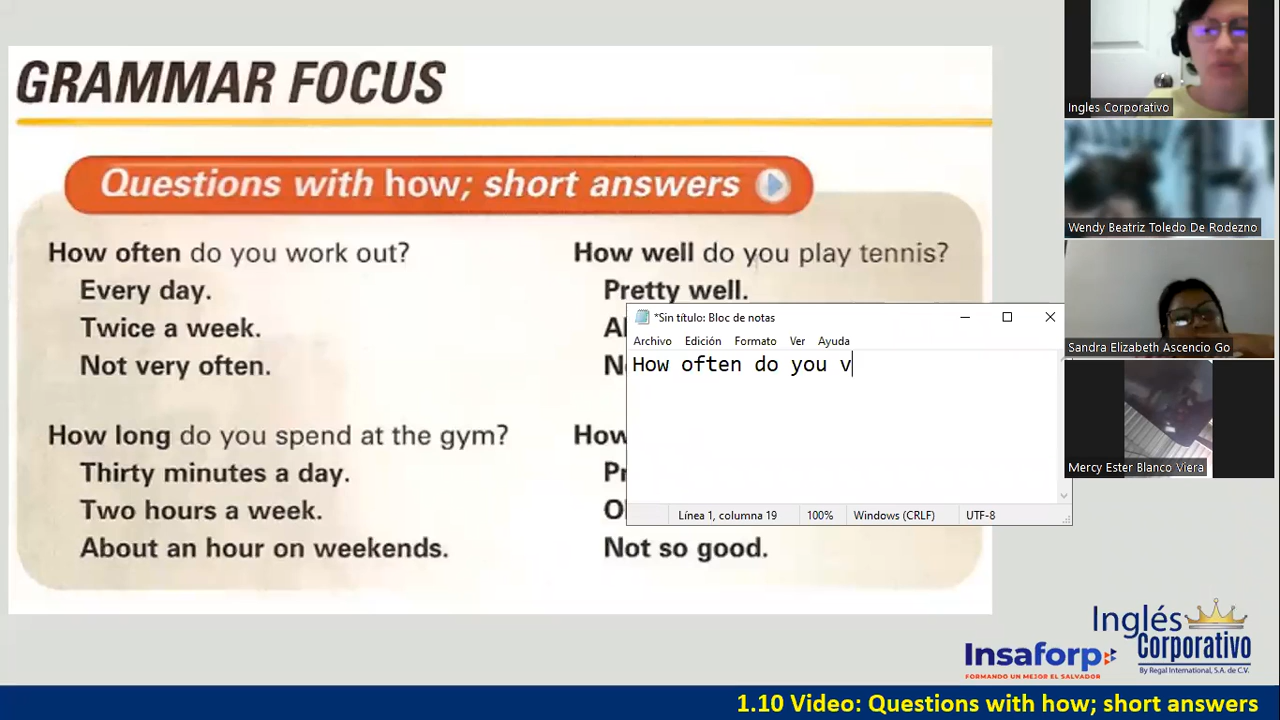 GRAMMAR FOCUS
Questions with how; short answers
How often do you work out?
Every day.
Twice a week.
Not very often.
How long do you spend at the gym?
Thirty minutes a day.
Two hours a week.
About an hour on weekends.
How well do you play tennis?
Pretty well.
How
Not so good.
*Sin título: Bloc de notas
Archivo Edición Formato Ver Ayuda
How often do you v
Línea 1, columna 19 100% Windows (CRLF) UTF-8
Ingles Corporativo
Wendy Beatriz Toledo De Rodezno
Sandra Elizabeth Ascencio Go
Mercy Ester Blanco Viera
Insaforp
FORMANDO UN MEJOR EL SALVADOR
Inglés
Corporativo
By Regal International, S.A. de C.V.
1.10 Video: Questions with how; short answers